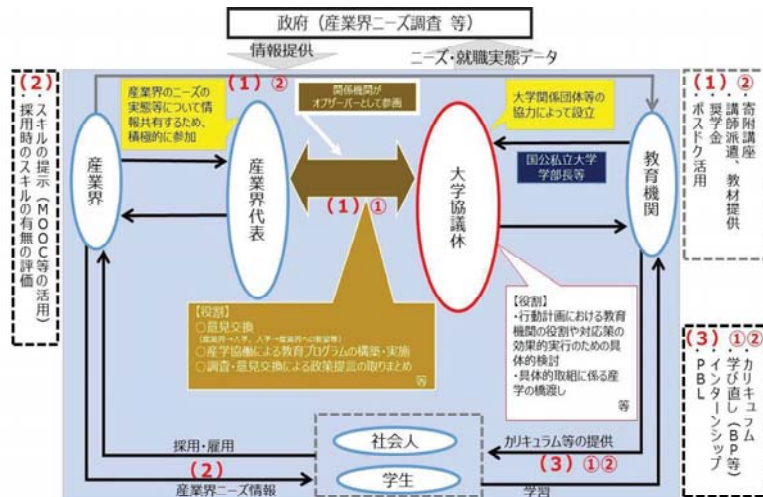 政府（産業界ニーズ調査 等）
情報提供
ニーズ・就職実態データ
（２）
・スキルの提示（ＭＯＯＣ等の活用）
・採用時のスキルの有無の評価
産業界のニーズの
実態等について情
報共有するため、
積極的に参加
（１）②
関係機関が
オブザーバーとして参画
大学関係団体等の
協力によって設立
国公私立大学
学部長等
（１）②
・寄附講座
・講師派遣、教材提供
・奨学金
・ポスドク活用
産業界
産業界代表
（１）①
大学協議休
教育機関
【役割】
○意見交換
○産学協働による教育プログラムの構築・実施
○調査・意見交換による政策提言の取りまとめ
等
【役割】
・行動計画における教育
機関の役割や対応策の
効果的実行のための具
体的検討
・具体的取組に係る産
学の橋渡し
等
（３）①②
・カリキュラム
・学び直し（ＢＰ等）
・インターンシップ
・ＰＢＬ
採用・雇用
（２）
産業界ニーズ情報
社会人
学生
カリキュラム等の提供
（３）①②
学習